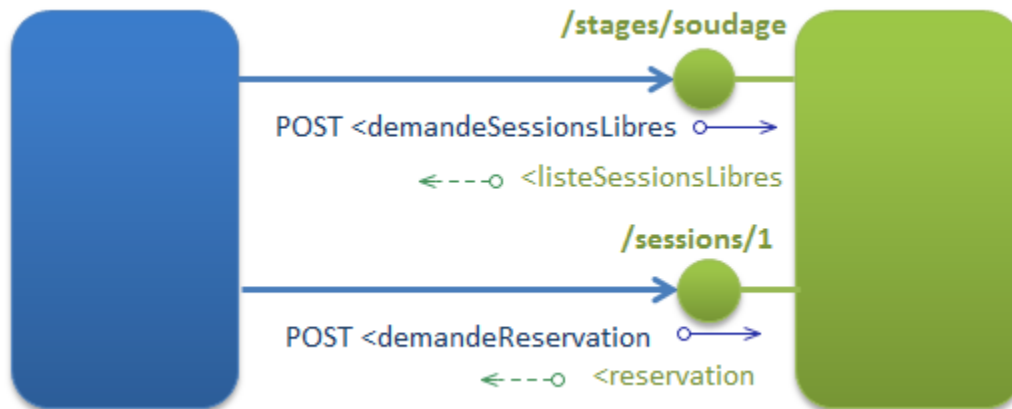 /stages/soudage
POST <demandeSessionsLibres
<listeSessionsLibres
/sessions/1
POST <demandeReservation
<reservation